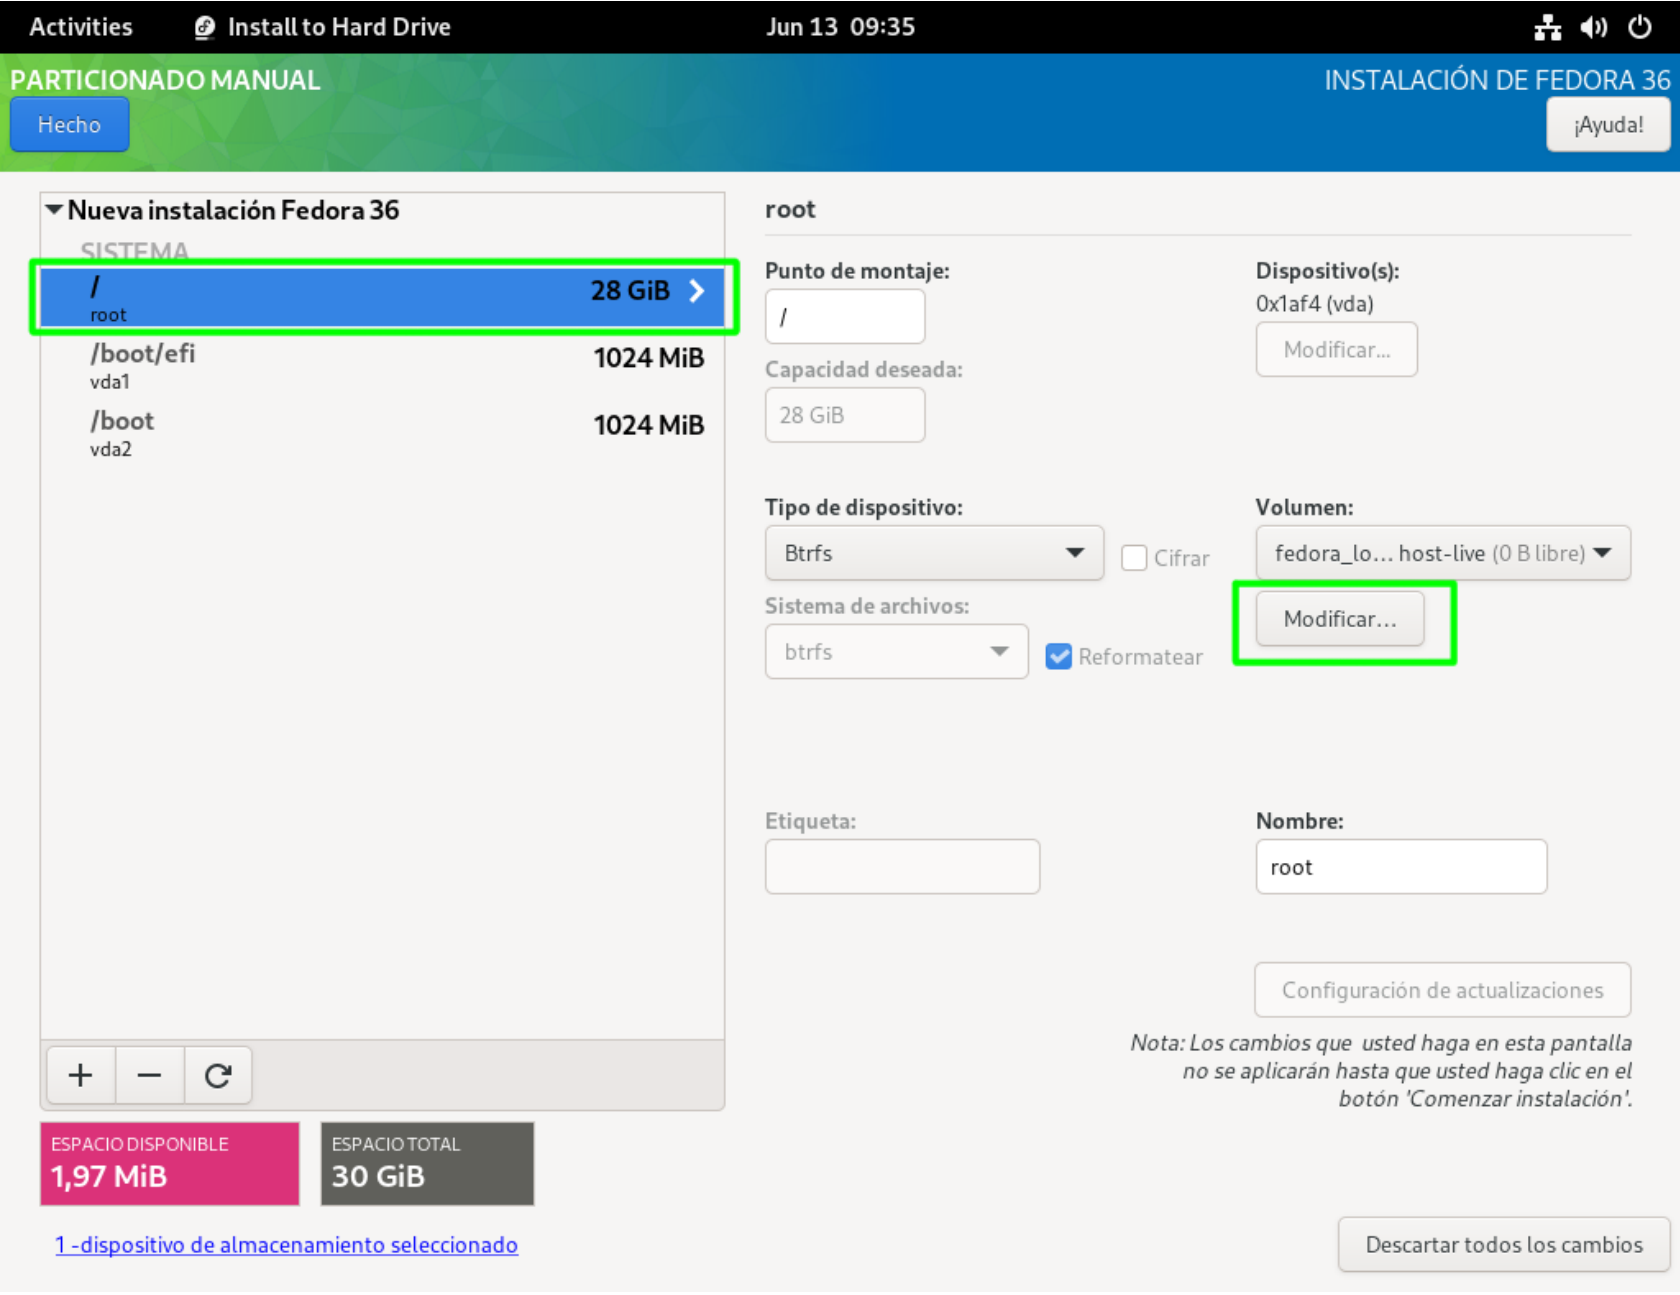 Activities
Install to Hard Drive
Jun 13 09:35
PARTICIONADO MANUAL
INSTALACIÓN DE FEDORA 36
Hecho
¡Ayuda!
Nueva instalación Fedora 36
SISTEMA
/
28 GiB
root
/boot/efi
1024 MiB
vda1
/boot
1024 MiB
vda2
root
Punto de montaje:
/
Dispositivo(s):
0x1af4 (vda)
Modificar...
Capacidad deseada:
28 GiB
Tipo de dispositivo:
Btrfs
Cifrar
Volumen:
fedora_lo... host-live (0 B libre)
Modificar...
Sistema de archivos:
btrfs
Reformatear
Etiqueta:
Nombre:
root
Configuración de actualizaciones
Nota: Los cambios que usted haga en esta pantalla
no se aplicarán hasta que usted haga clic en el
botón 'Comenzar instalación'.
ESPACIO DISPONIBLE
1,97 MiB
ESPACIO TOTAL
30 GiB
1 -dispositivo de almacenamiento seleccionado
Descartar todos los cambios